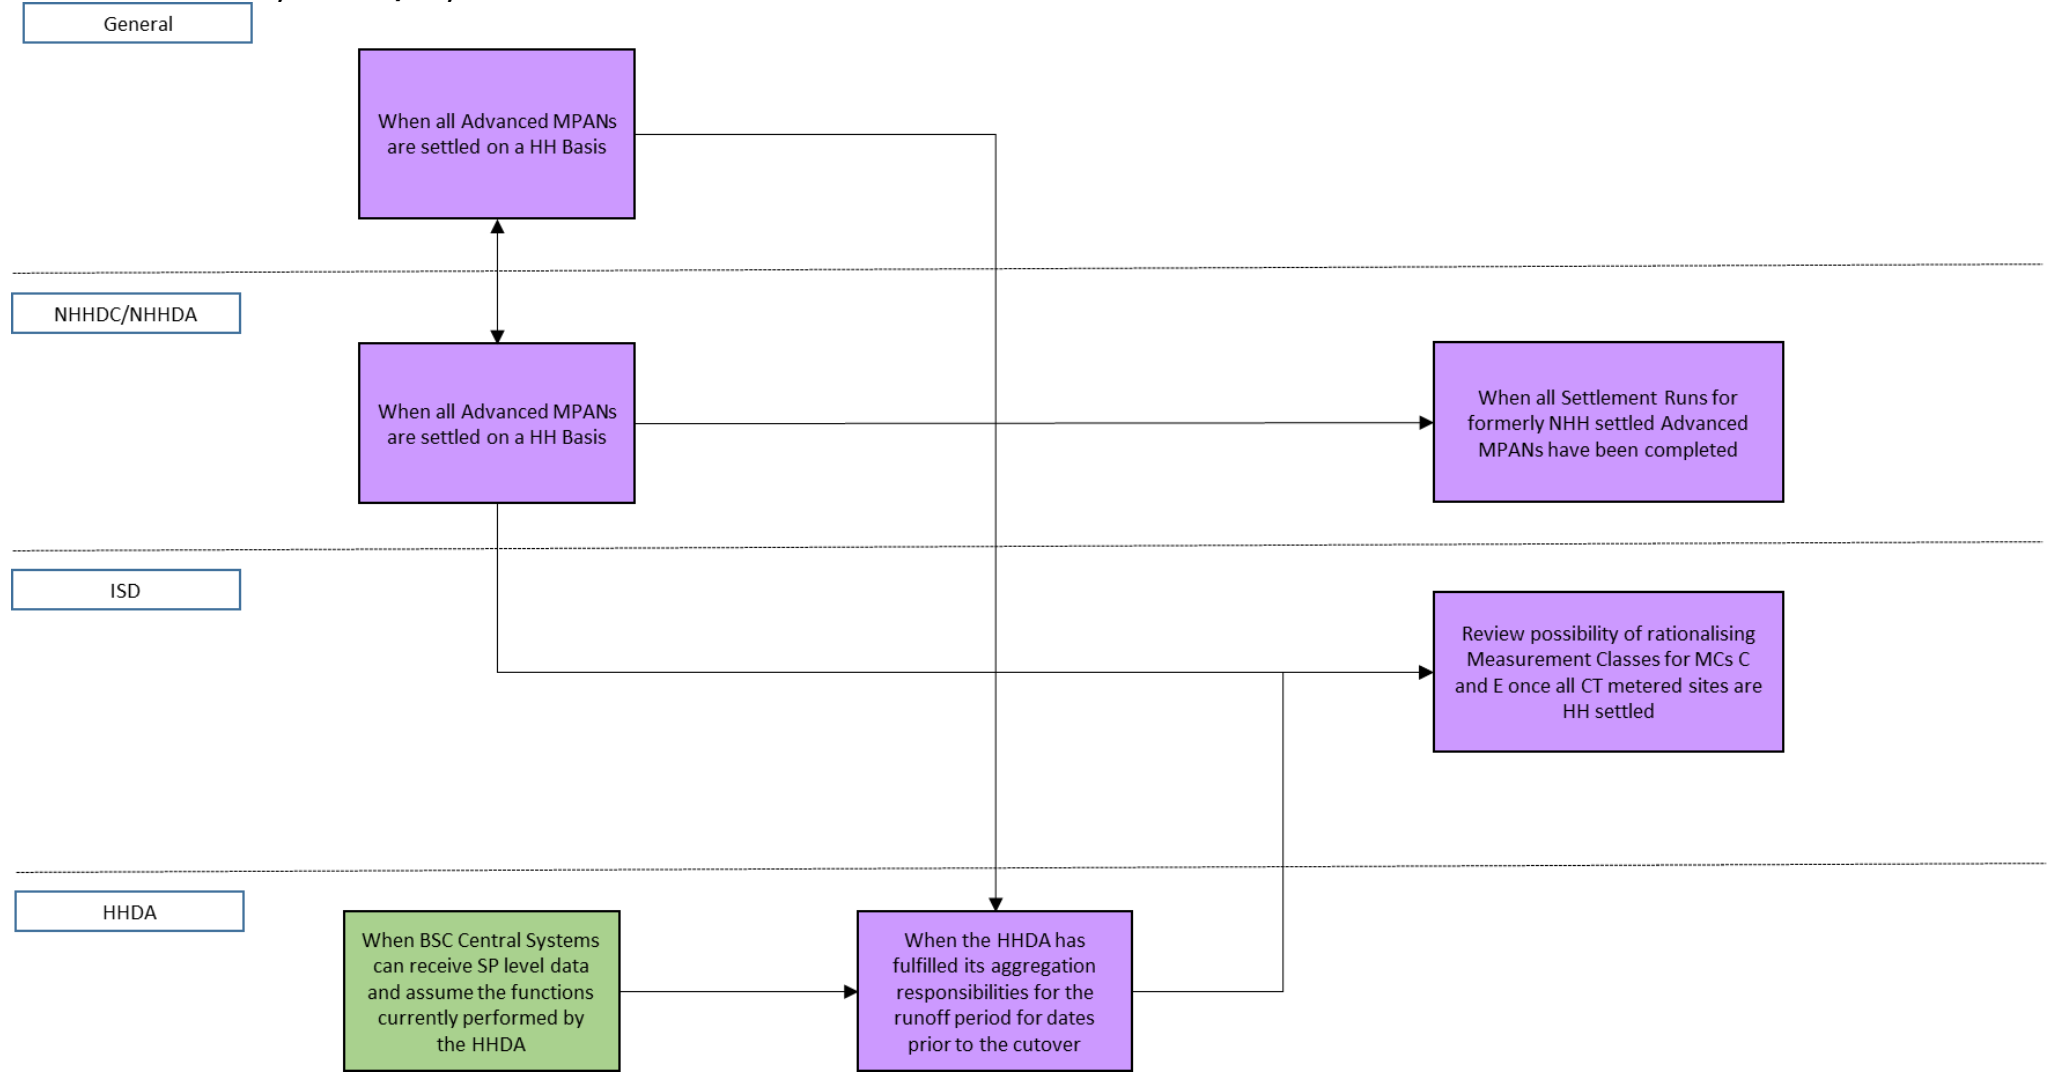 General
When all Advanced MPANs
are settled on a HH Basis
NHHDC/NHHDA
When all Advanced MPANs
are settled on a HH Basis
When all Settlement Runs for
formerly NHH settled Advanced
MPANs have been completed
ISD
Review possibility of rationalising
Measurement Classes for MCs C
and E once all CT metered sites are
HH settled
HHDA
When BSC Central Systems
can receive SP level data
and assume the functions
currently performed by
the HHDA
When the HHDA has
fulfilled its aggregation
responsibilities for the
runoff period for dates
prior to the cutover